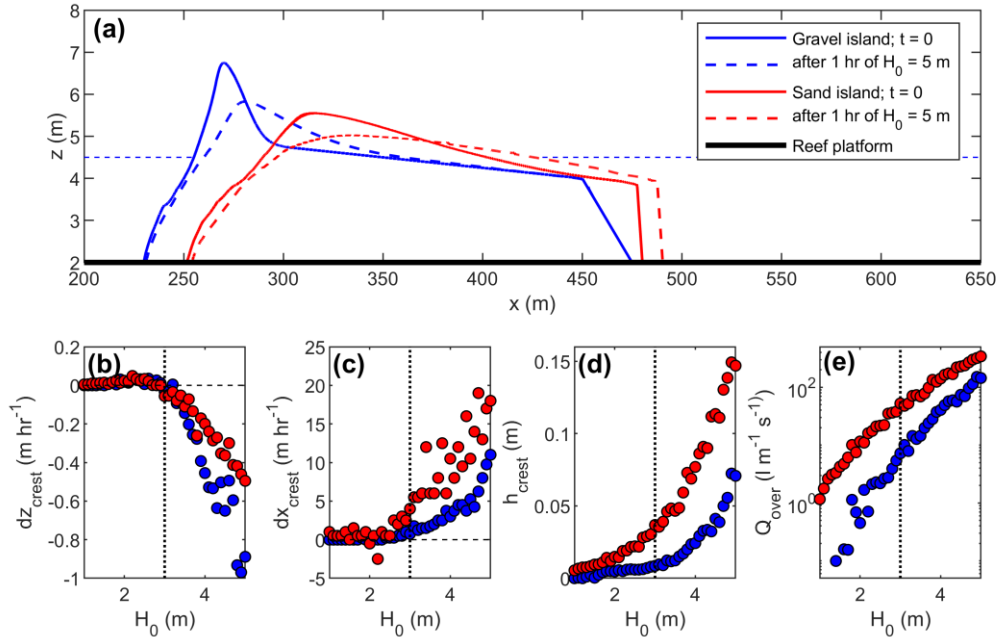 (a)
8
7
6
5
4
3
2
z (m)
Gravel island; t = 0
after 1 hr of H0 = 5 m
Sand island; t = 0
after 1 hr of H0 = 5 m
Reef platform
200 250 300 350 400 450 500 550 600 650
x (m)
(b) (c) (d) (e)
0.2
0
-0.2
-0.4
-0.6
-0.8
-1
dzcrest (m hr-1)
2 4
H0 (m)
25
20
15
10
5
0
-5
dxcrest (m hr-1)
2 4
H0 (m)
0.15
0.1
0.05
0
hcrest (m)
2 4
H0 (m)
10²
10⁰
Qover (l m-1 s-1))
2 4
H0 (m)